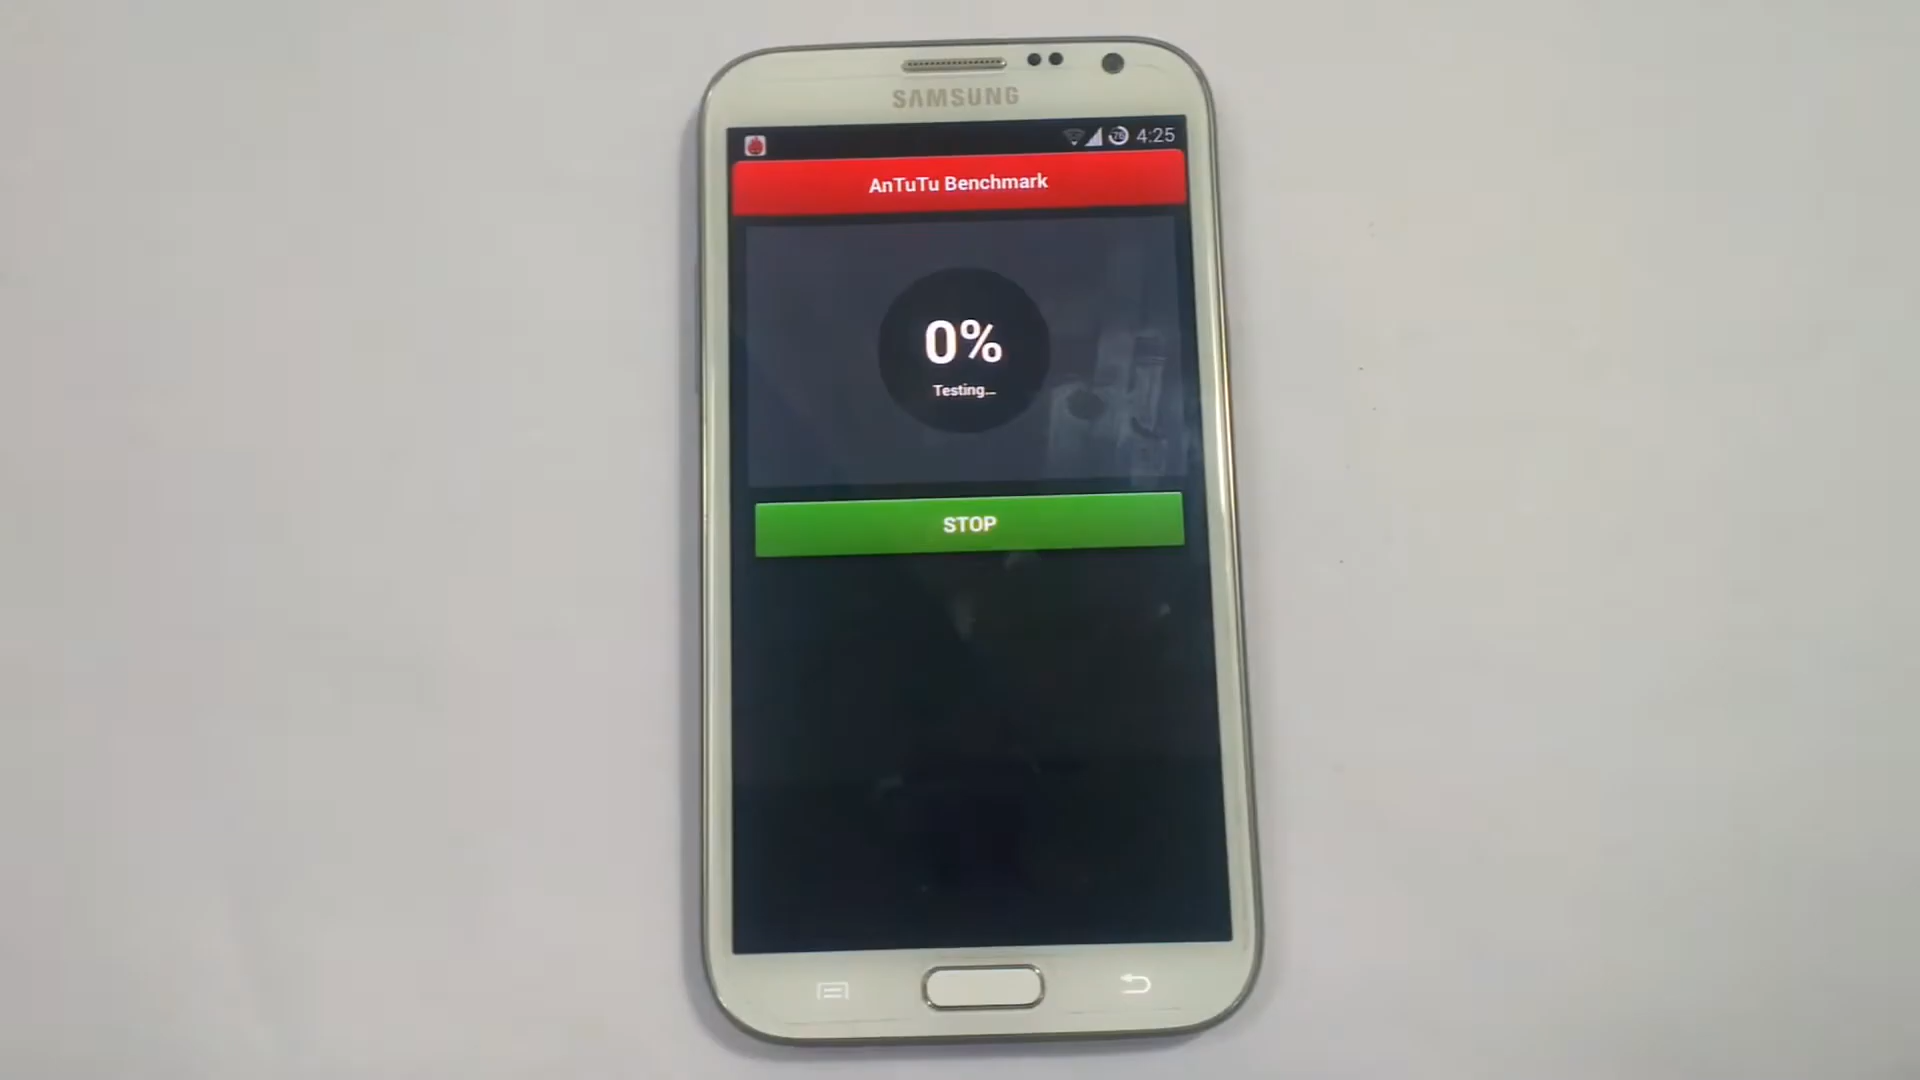 SAMSUNG
4:25
AnTuTu Benchmark
0%
Testing...
STOP